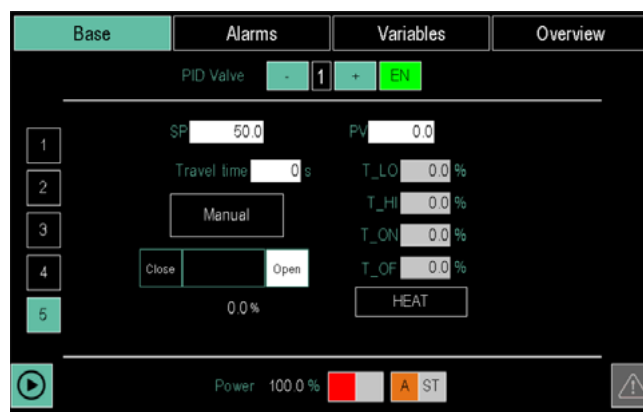 Base Alarms Variables Overview
PID Valve - 1 + EN
SP 50.0 PV 0.0
1
Travel time 0 s T_LO 0.0 %
2
Manual T_HI 0.0 %
3
T_ON 0.0 %
4 Close Open T_OF 0.0 %
5 0.0% HEAT
Power 100.0 % A ST